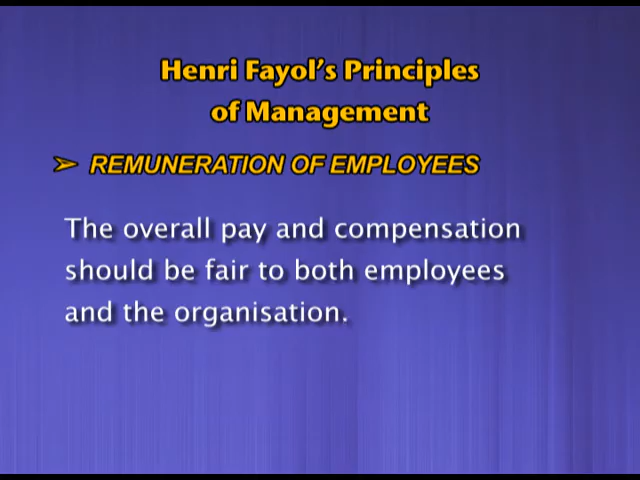 Henri Fayol's Principles
of Management
➢ REMUNERATION OF EMPLOYEES
The overall pay and compensation
should be fair to both employees
and the organisation.